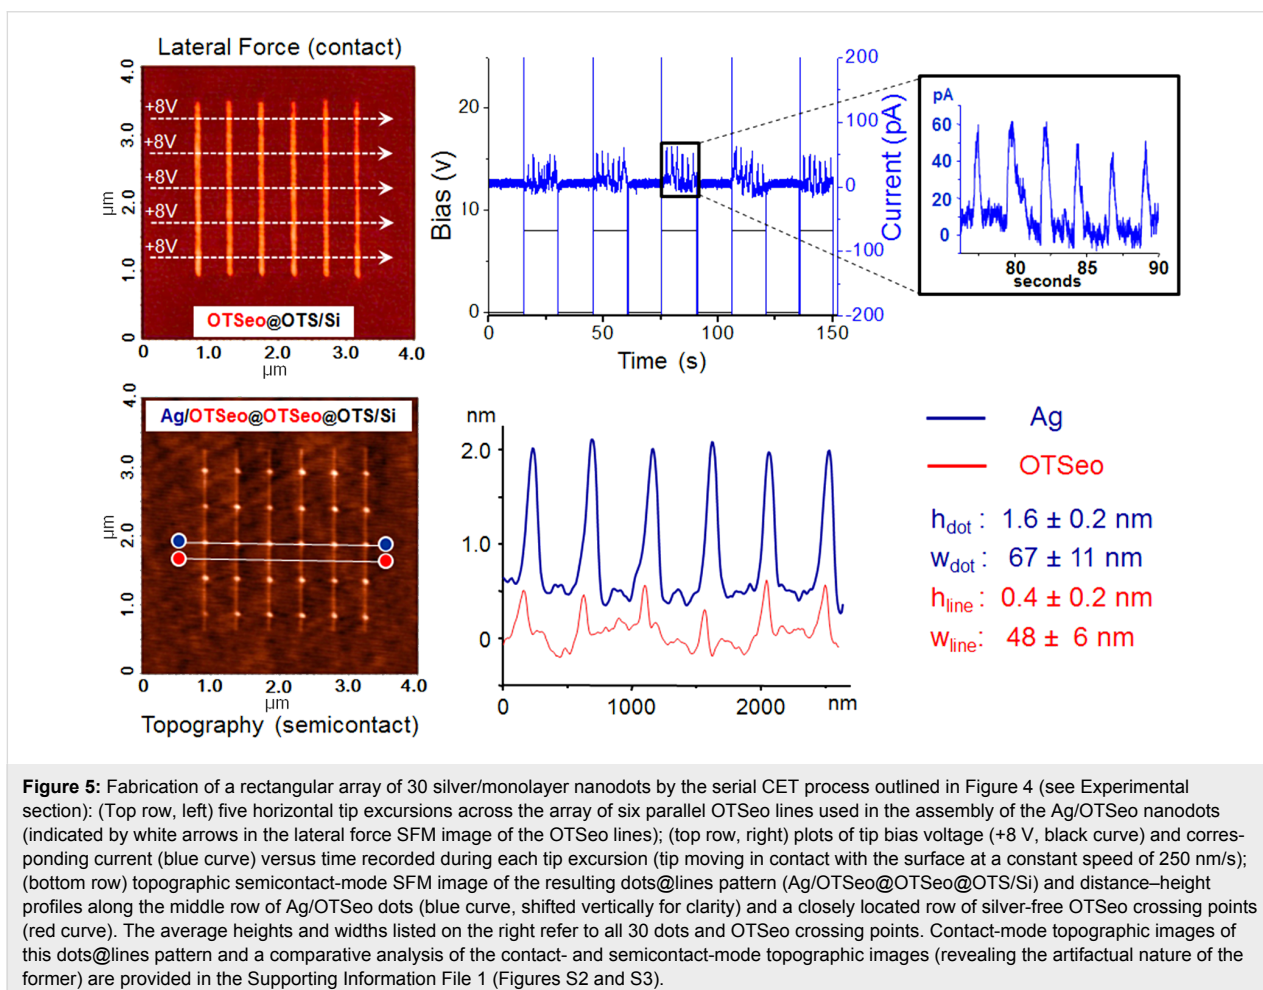 Lateral Force (contact)
4.0
3.0
2.0
1.0
0
µm
+8V
+8V
+8V
+8V
+8V
OTSeo@OTS/Si
0
1.0
2.0
3.0
4.0
µm
20
10
0
Bias (v)
200
100
0
-100
-200
Current (pA)
0
50
100
150
Time (s)
pA
60
40
20
0
80
85
90
seconds
4.0
3.0
2.0
1.0
0
µm
Ag/OTSeo@OTSeo@OTS/Si
0
1.0
2.0
3.0
4.0
µm
Topography (semicontact)
nm
2.0
1.0
0
0
1000
2000
nm
Ag
OTSeo
hdot : 1.6 ± 0.2 nm
wdot : 67 ± 11 nm
hline : 0.4 ± 0.2 nm
wline: 48 ± 6 nm
Figure 5: Fabrication of a rectangular array of 30 silver/monolayer nanodots by the serial CET process outlined in Figure 4 (see Experimental
section): (Top row, left) five horizontal tip excursions across the array of six parallel OTSeo lines used in the assembly of the Ag/OTSeo nanodots
(indicated by white arrows in the lateral force SFM image of the OTSeo lines); (top row, right) plots of tip bias voltage (+8 V, black curve) and corres-
ponding current (blue curve) versus time recorded during each tip excursion (tip moving in contact with the surface at a constant speed of 250 nm/s);
(bottom row) topographic semicontact-mode SFM image of the resulting dots@lines pattern (Ag/OTSeo@OTSeo@OTS/Si) and distance–height
profiles along the middle row of Ag/OTSeo dots (blue curve, shifted vertically for clarity) and a closely located row of silver-free OTSeo crossing points
(red curve). The average heights and widths listed on the right refer to all 30 dots and OTSeo crossing points. Contact-mode topographic images of
this dots@lines pattern and a comparative analysis of the contact- and semicontact-mode topographic images (revealing the artifactual nature of the
former) are provided in the Supporting Information File 1 (Figures S2 and S3).